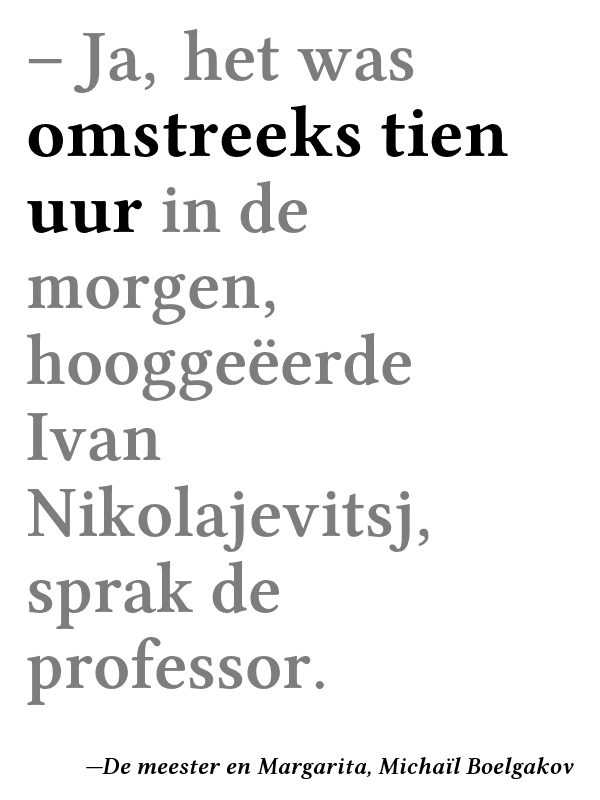 – Ja, het was
omstreeks tien
uur in de
morgen,
hooggeëerde
Ivan
Nikolajevitsj,
sprak de
professor.
—De meester en Margarita, Michaïl Boelgakov